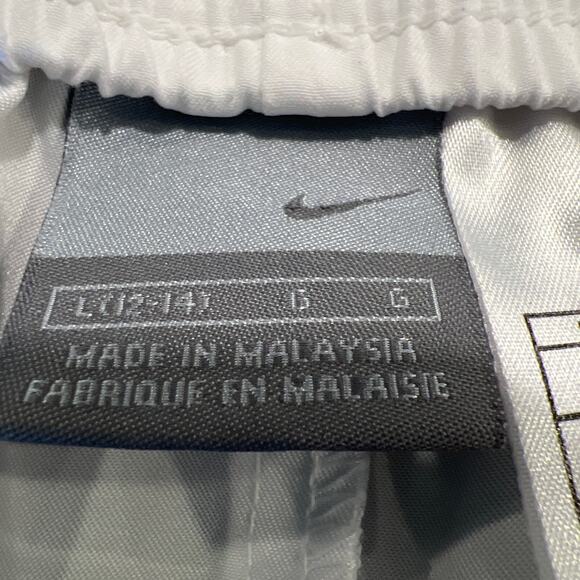 L (12-14) G G
MADE IN MALAYSIA
FABRIQUE EN MALAISIE